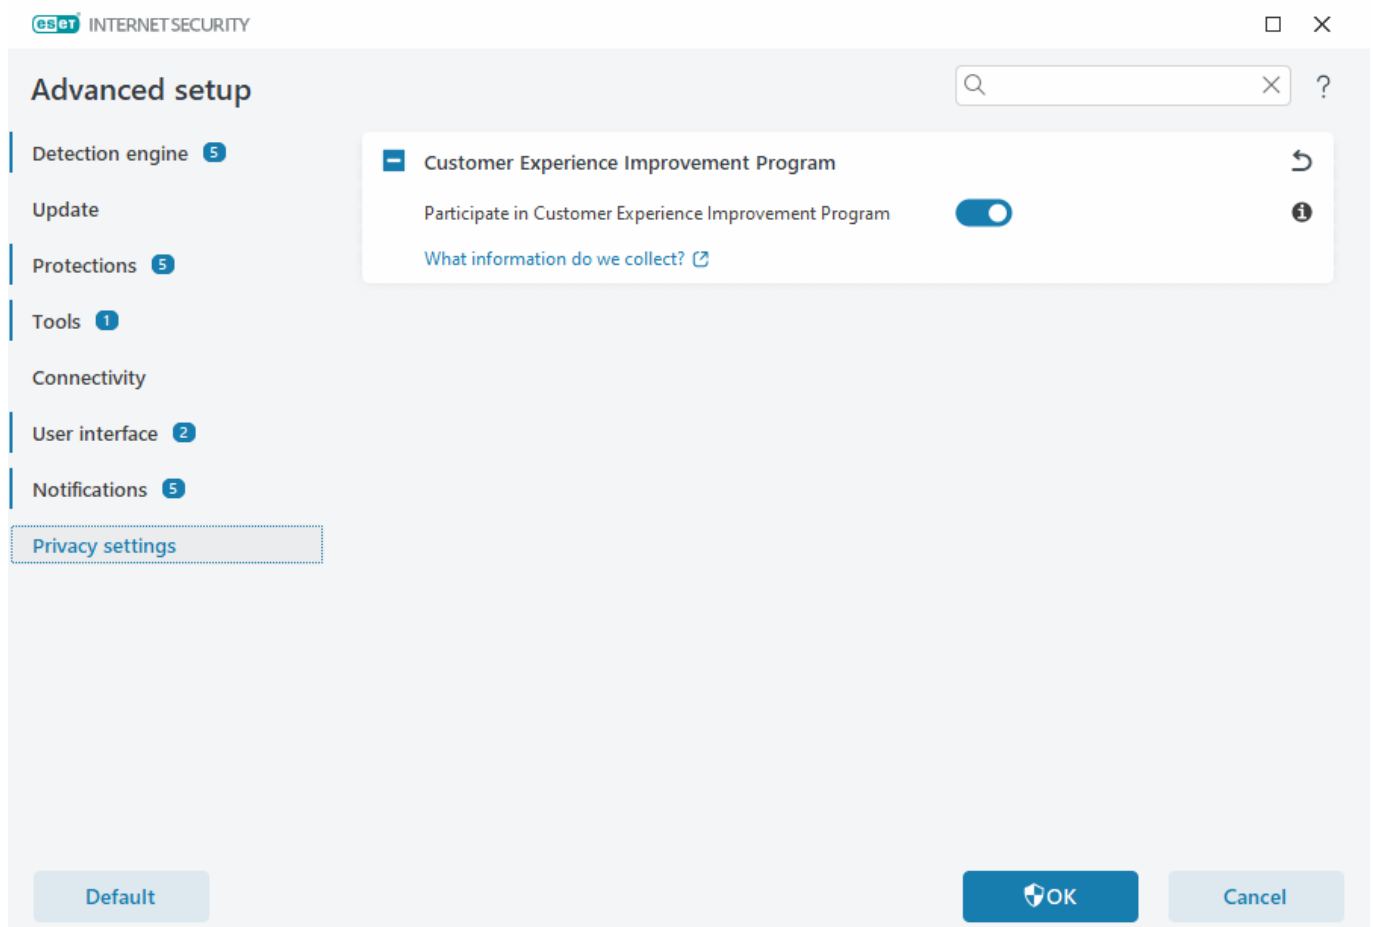 eset INTERNET SECURITY
Advanced setup
?
Detection engine 5
Customer Experience Improvement Program
Participate in Customer Experience Improvement Program
What information do we collect?
Update
Protections 5
Tools 1
Connectivity
User interface 2
Notifications 5
Privacy settings
Default
OK
Cancel